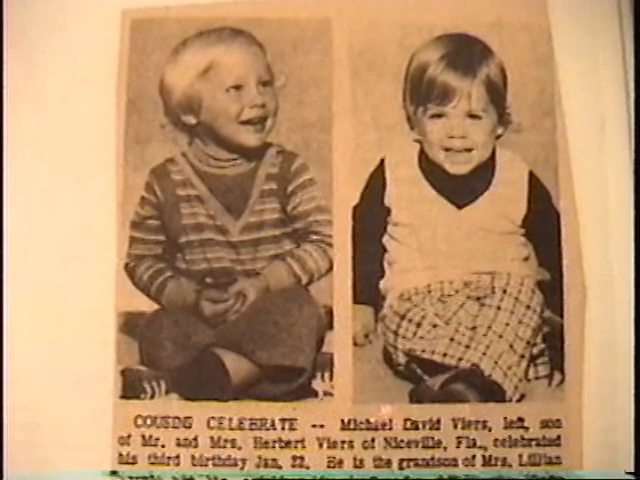 COUSINS CELEBRATE -- Michael David Viers, left, son
of Mr. and Mrs. Herbert Viers of Niceville, Fla., celebrated
his third birthday Jan. 22. He is the grandson of Mrs. Lillian